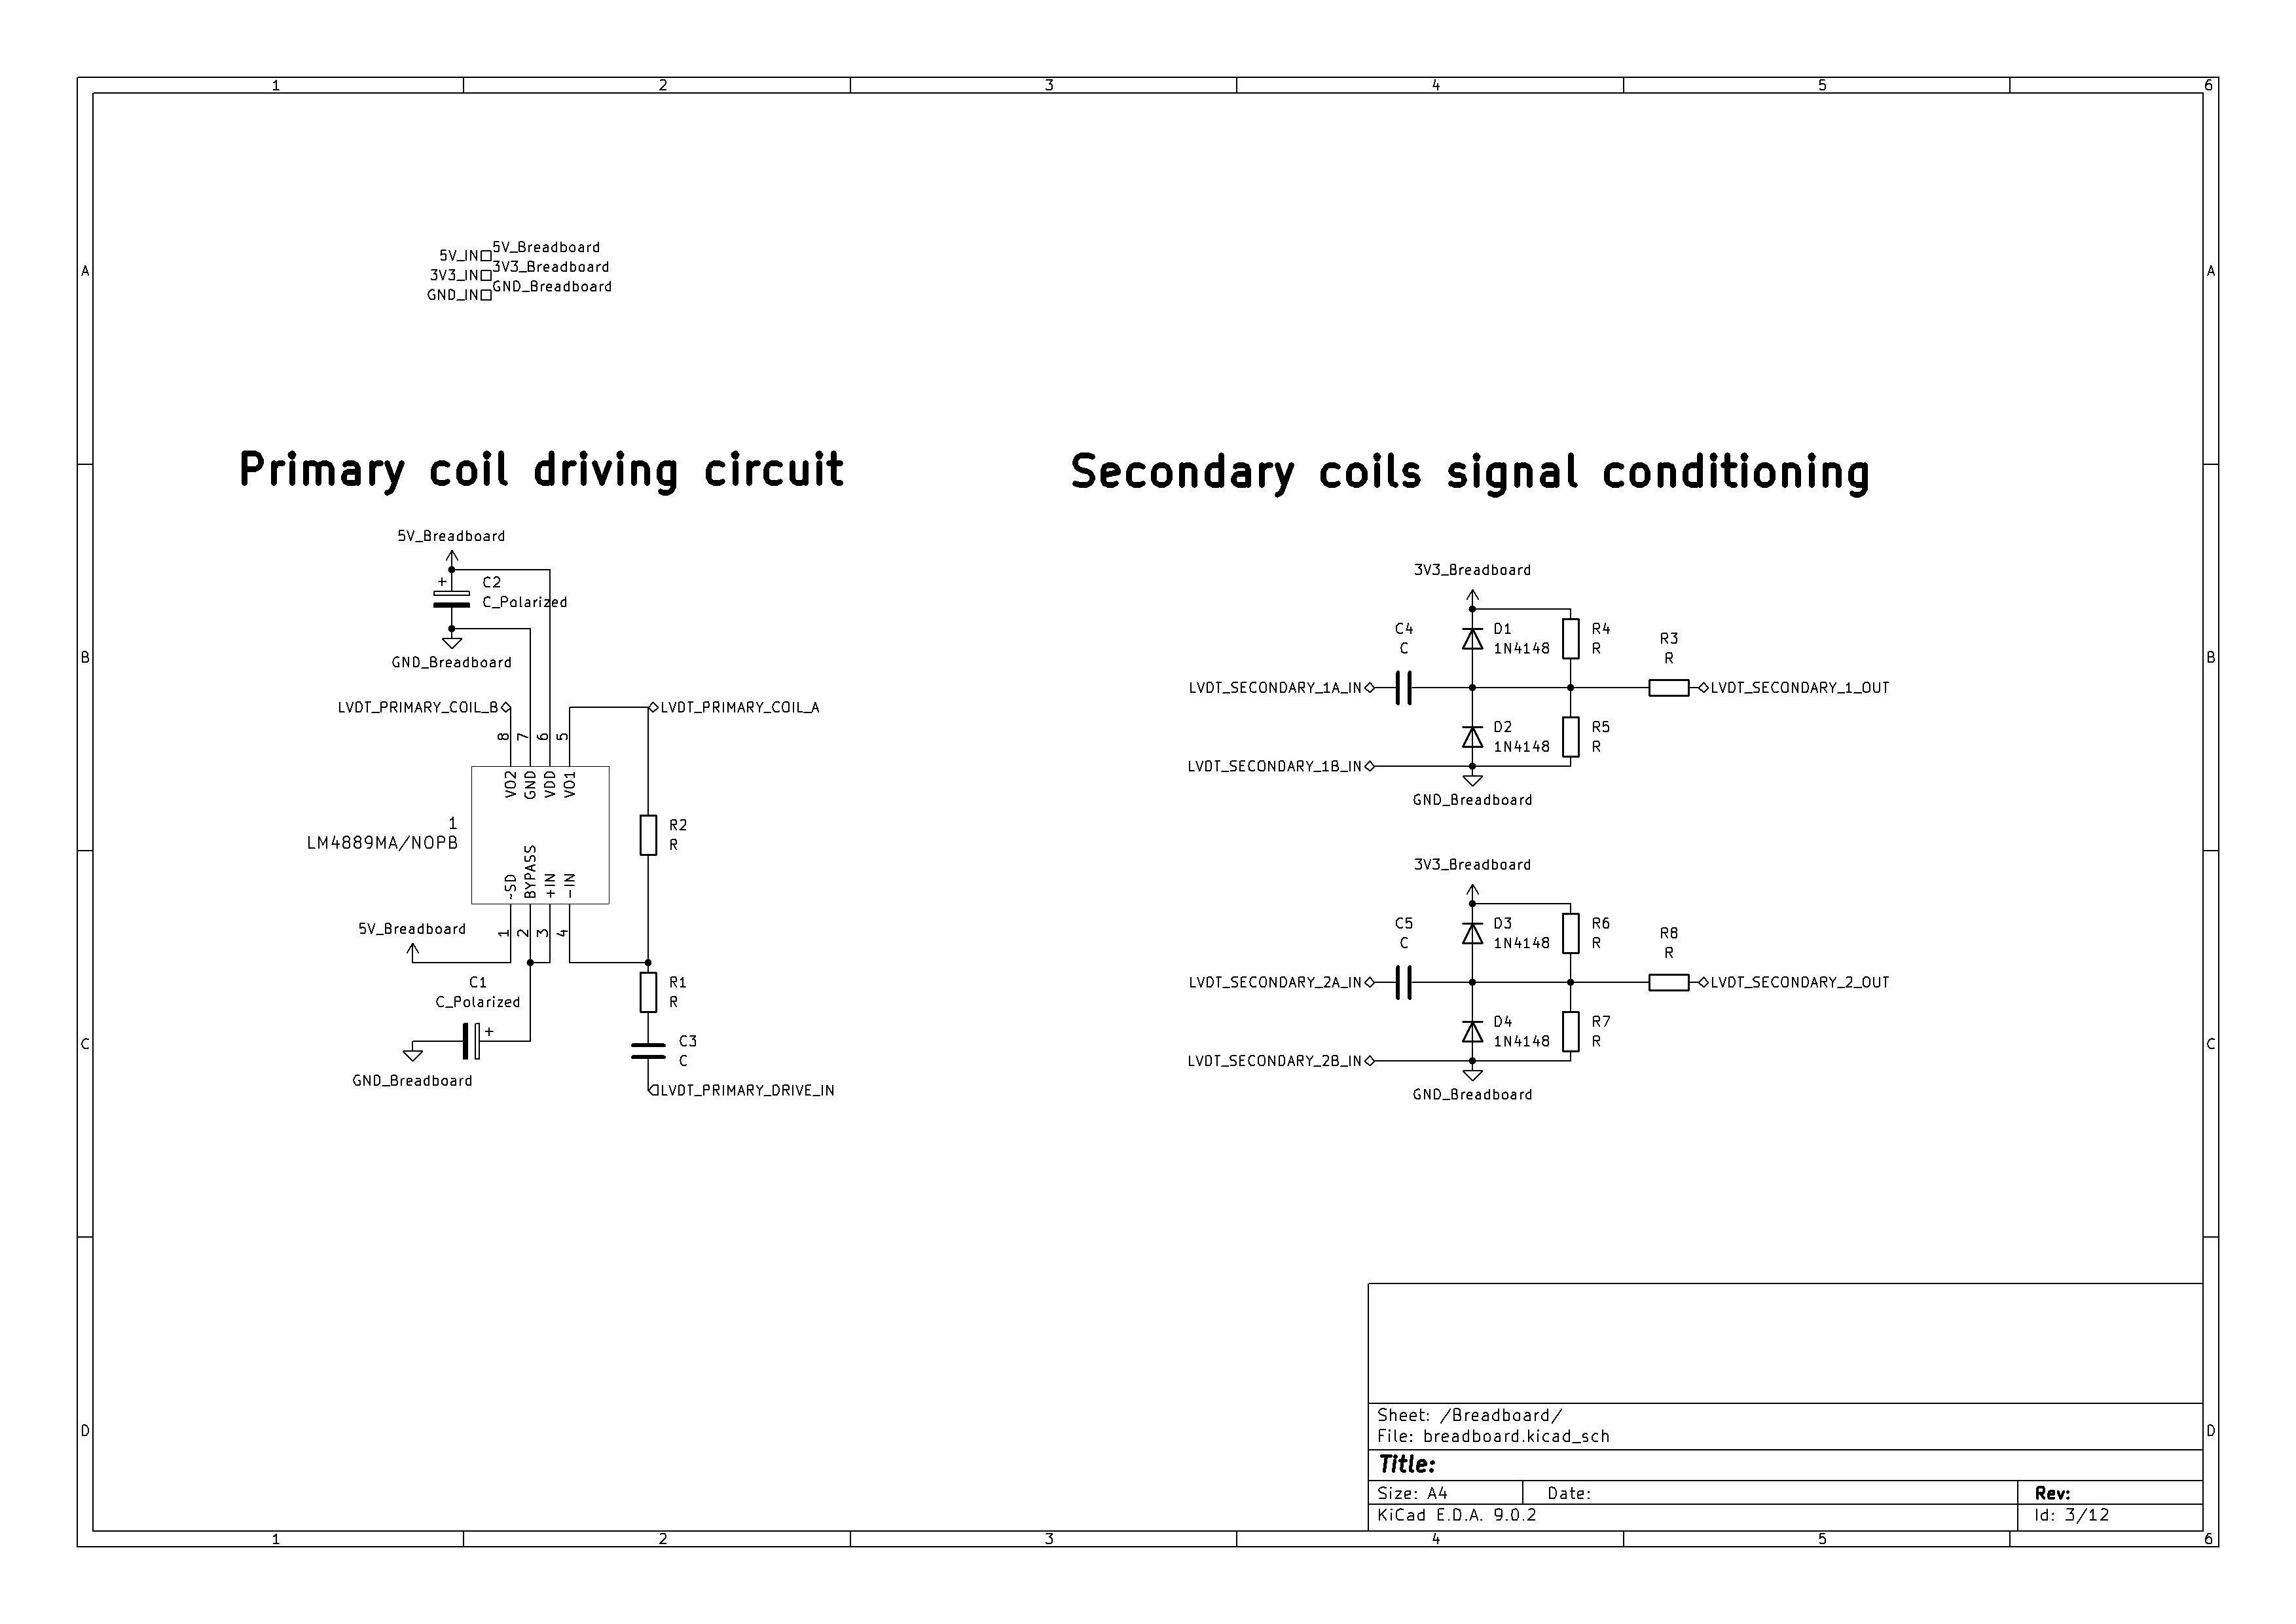 1 2 3 4 5 6
A A
5V_IN 5V_Breadboard
3V3_IN 3V3_Breadboard
GND_IN GND_Breadboard
Primary coil driving circuit
5V_Breadboard
+ C2
C_Polarized
GND_Breadboard
LVDT_PRIMARY_COIL_B
LVDT_PRIMARY_COIL_A
8 7 6 5
VO2 GND VDD VO1
1
LM4889MA/NOPB
R2
R
~SD BYPASS +IN -IN
1 2 3 4
5V_Breadboard
C1
C_Polarized
+
GND_Breadboard
R1
R
C3
C
LVDT_PRIMARY_DRIVE_IN
Secondary coils signal conditioning
3V3_Breadboard
C4
C
D1
1N4148
R4
R
R3
R
LVDT_SECONDARY_1A_IN
LVDT_SECONDARY_1_OUT
D2
1N4148
R5
R
LVDT_SECONDARY_1B_IN
GND_Breadboard
3V3_Breadboard
C5
C
D3
1N4148
R6
R
R8
R
LVDT_SECONDARY_2A_IN
LVDT_SECONDARY_2_OUT
D4
1N4148
R7
R
LVDT_SECONDARY_2B_IN
GND_Breadboard
B B
C C
D D
Sheet: /Breadboard/
File: breadboard.kicad_sch
Title:
Size: A4 Date: Rev:
KiCad E.D.A. 9.0.2 Id: 3/12
1 2 3 4 5 6